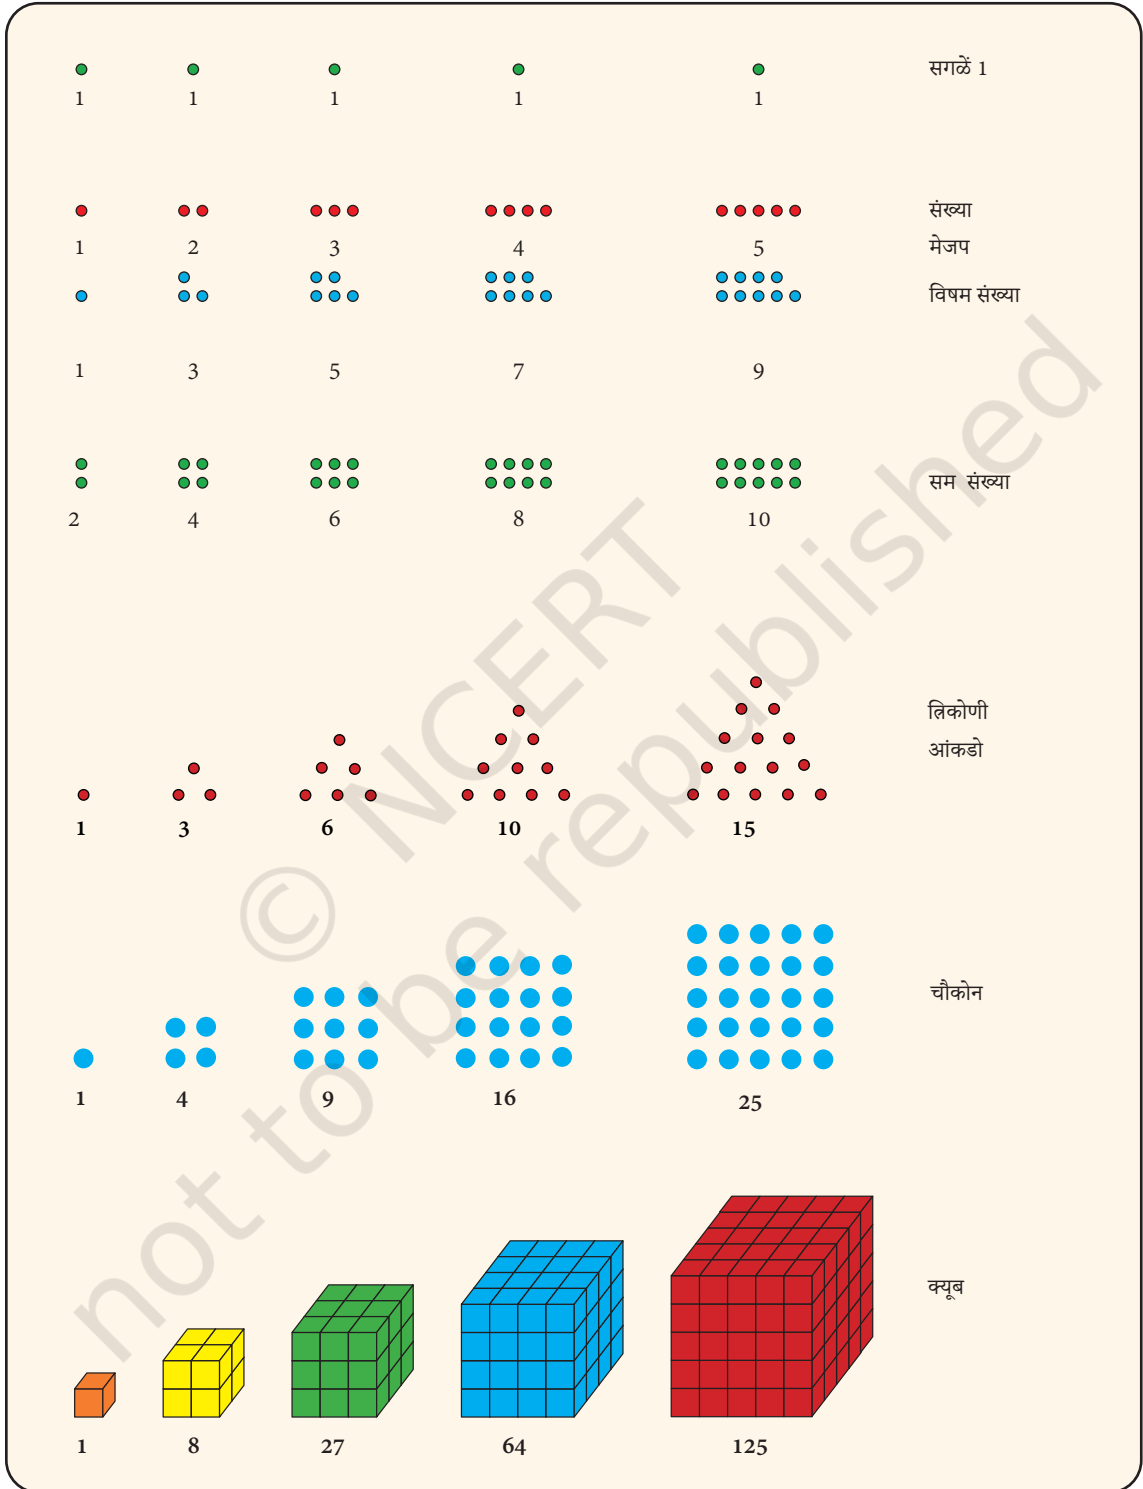 सगळें 1
1 1 1 1 1
संख्या
1 2 3 4 5 मेजप
विषम संख्या
1 3 5 7 9
सम संख्या
2 4 6 8 10
त्रिकोणी
आंकडो
1 3 6 10 15
चौकोन
1 4 9 16 25
क्यूब
1 8 27 64 125
© NCERT
not to be republished